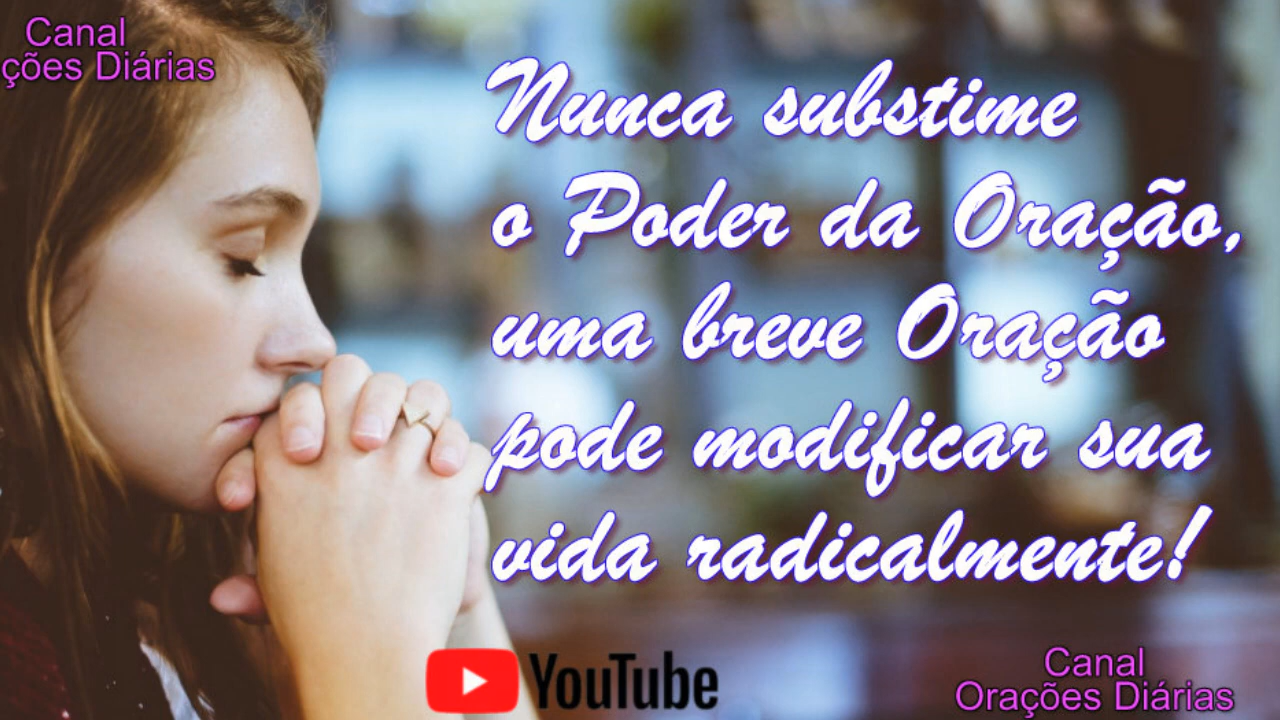 Canal
ções Diárias
Nunca substime
o Poder da Oração,
uma breve Oração
pode modificar sua
vida radicalmente!
YouTube
Canal
Orações Diárias